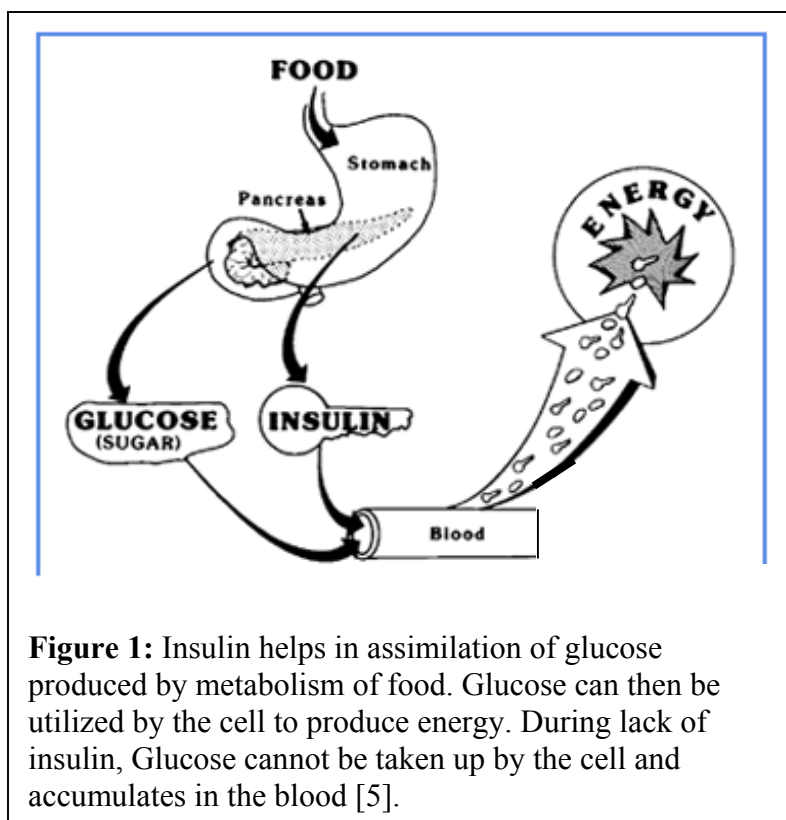 FOOD
Stomach
Pancreas
ENERGY
GLUCOSE
(SUGAR)
INSULIN
Blood
Figure 1: Insulin helps in assimilation of glucose
produced by metabolism of food. Glucose can then be
utilized by the cell to produce energy. During lack of
insulin, Glucose cannot be taken up by the cell and
accumulates in the blood [5].